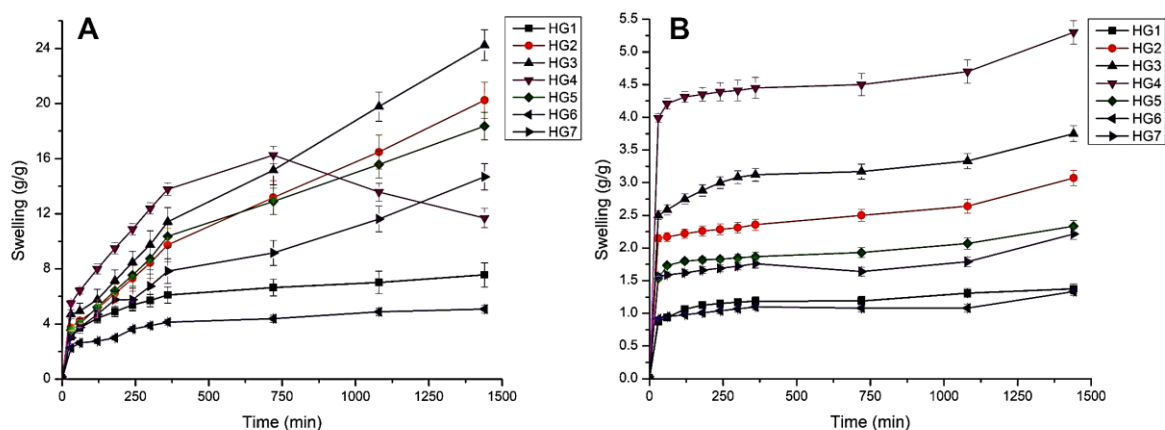 A
Swelling (g/g)
24
20
16
12
8
4
0
0 250 500 750 1000 1250 1500
Time (min)
HG1
HG2
HG3
HG4
HG5
HG6
HG7
B
Swelling (g/g)
5.5
5.0
4.5
4.0
3.5
3.0
2.5
2.0
1.5
1.0
0.5
0.0
0 250 500 750 1000 1250 1500
Time (min)
HG1
HG2
HG3
HG4
HG5
HG6
HG7